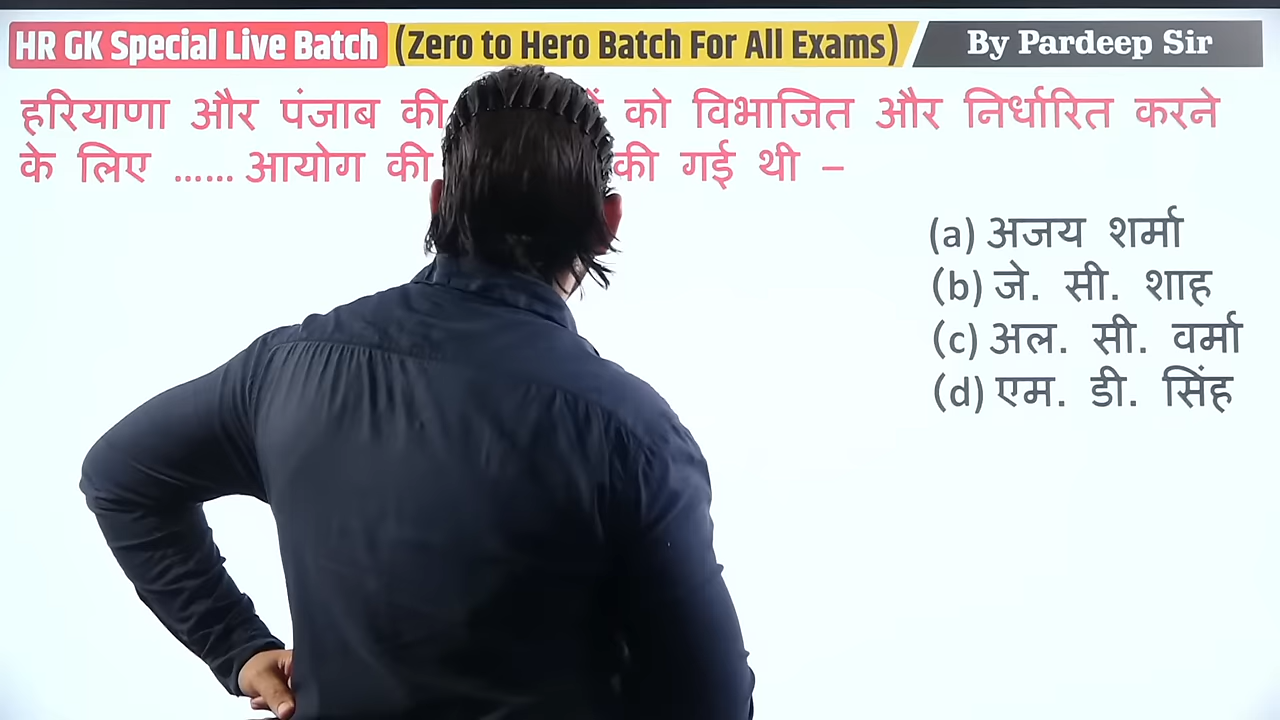 HR GK Special Live Batch (Zero to Hero Batch For All Exams) By Pardeep Sir
हरियाणा और पंजाब की को विभाजित और निर्धारित करने
के लिए ...... आयोग की की गई थी –
(a) अजय शर्मा
(b) जे. सी. शाह
(c) अल. सी. वर्मा
(d) एम. डी. सिंह